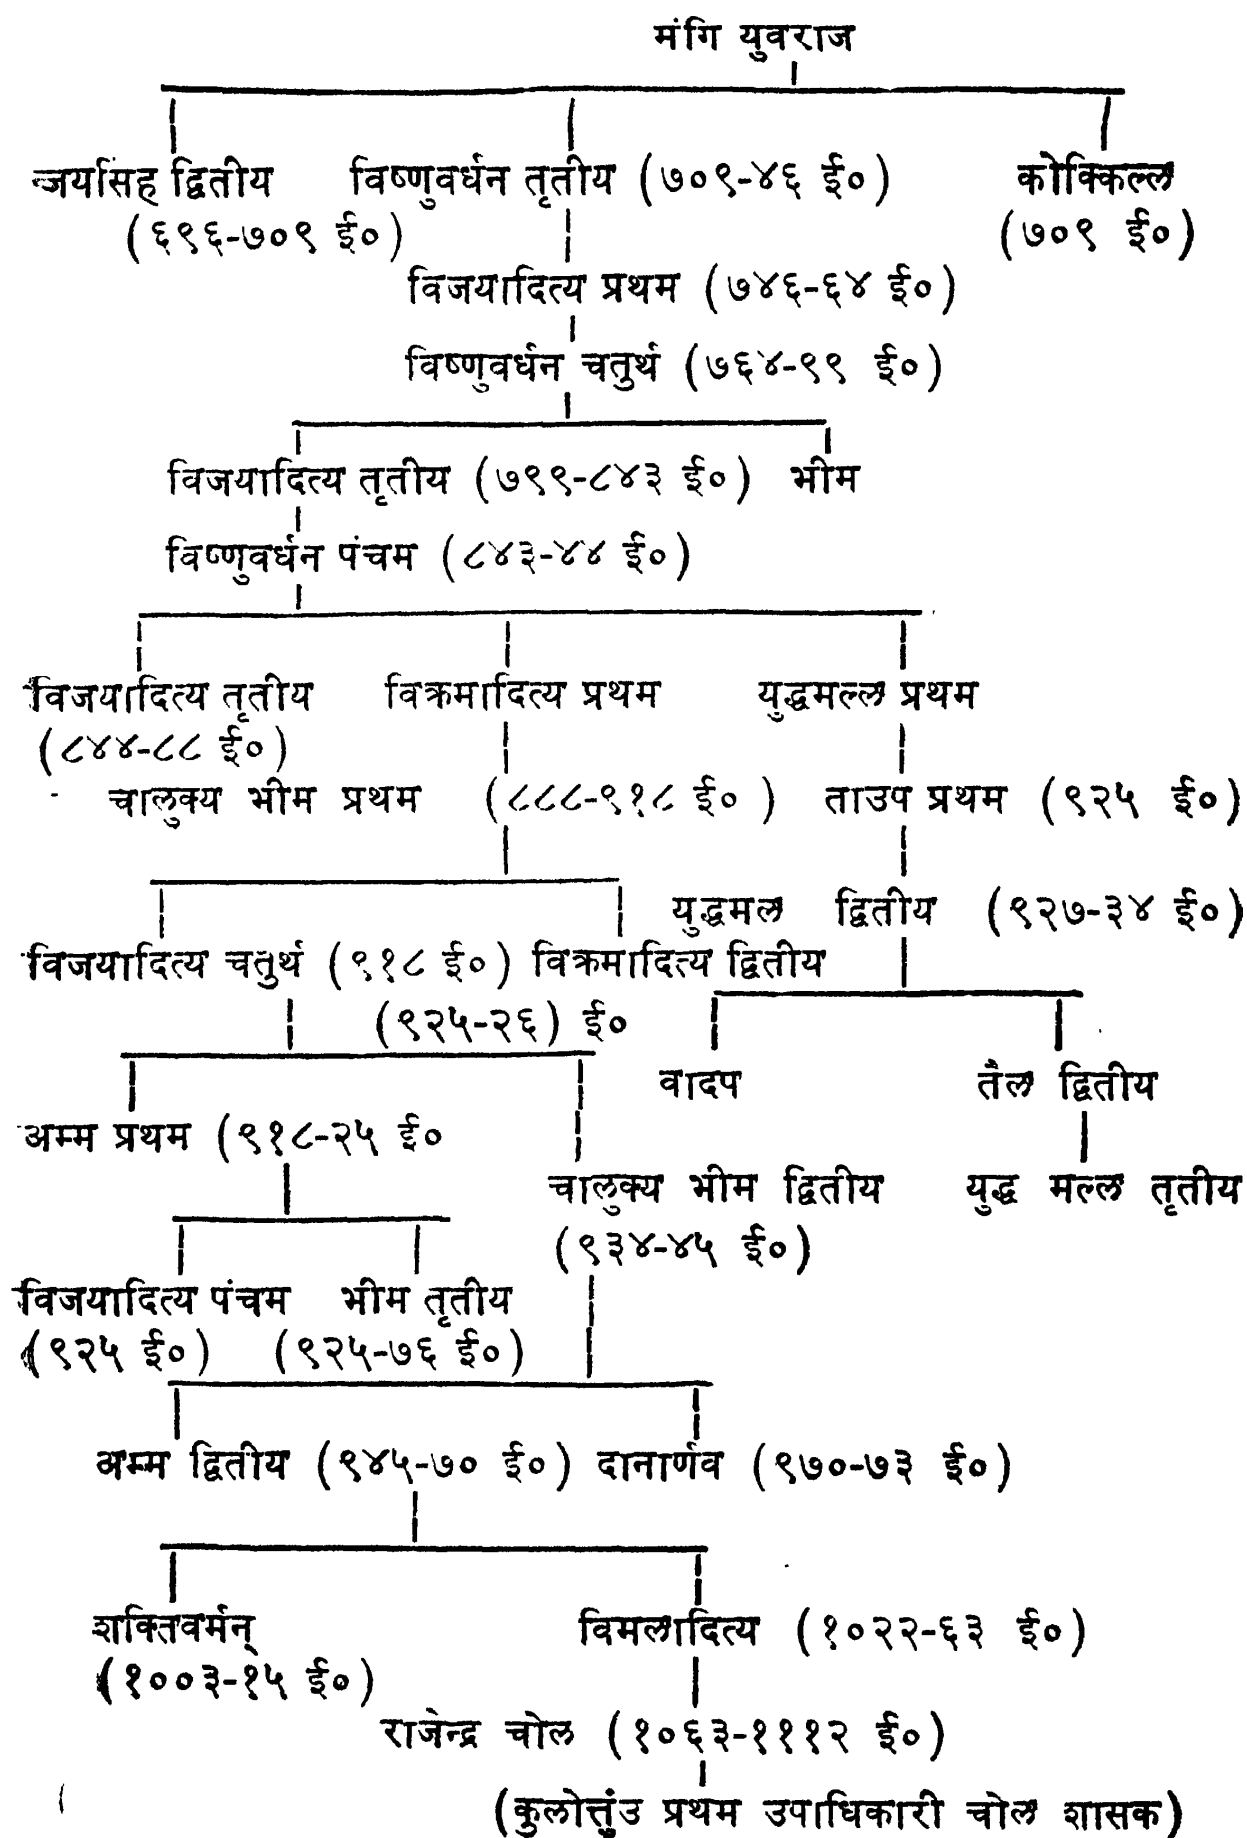 मंगि युवराज
जयसिंह द्वितीय विष्णुवर्धन तृतीय (७०९-४६ ई०) कोक्किल्ल
(६९६-७०९ ई०) (७०९ ई०)
विजयादित्य प्रथम (७४६-६४ ई०)
विष्णुवर्धन चतुर्थ (७६४-९९ ई०)
विजयादित्य तृतीय (७९९-८४३ ई०) भीम
विष्णुवर्धन पंचम (८४३-४४ ई०)
विजयादित्य तृतीय विक्रमादित्य प्रथम युद्धमल्ल प्रथम
(८४४-८८ ई०)
चालुक्य भीम प्रथम (८८८-९१८ ई०) ताउप प्रथम (९२५ ई०)
युद्धमल द्वितीय (९२७-३४ ई०)
विजयादित्य चतुर्थ (९१८ ई०) विक्रमादित्य द्वितीय
(९२५-२६) ई०
वादप तैल द्वितीय
अम्म प्रथम (९१८-२५ ई०
चालुक्य भीम द्वितीय युद्ध मल्ल तृतीय
(९३४-४५ ई०)
विजयादित्य पंचम भीम तृतीय
(९२५ ई०) (९२५-७६ ई०)
अम्म द्वितीय (९४५-७० ई०) दानार्णव (९७०-७३ ई०)
शक्तिवर्मन् विमलादित्य (१०२२-६३ ई०)
(१००३-१५ ई०)
राजेन्द्र चोल (१०६३-१११२ ई०)
(कुलोत्तुंउ प्रथम उपाधिकारी चोल शासक)